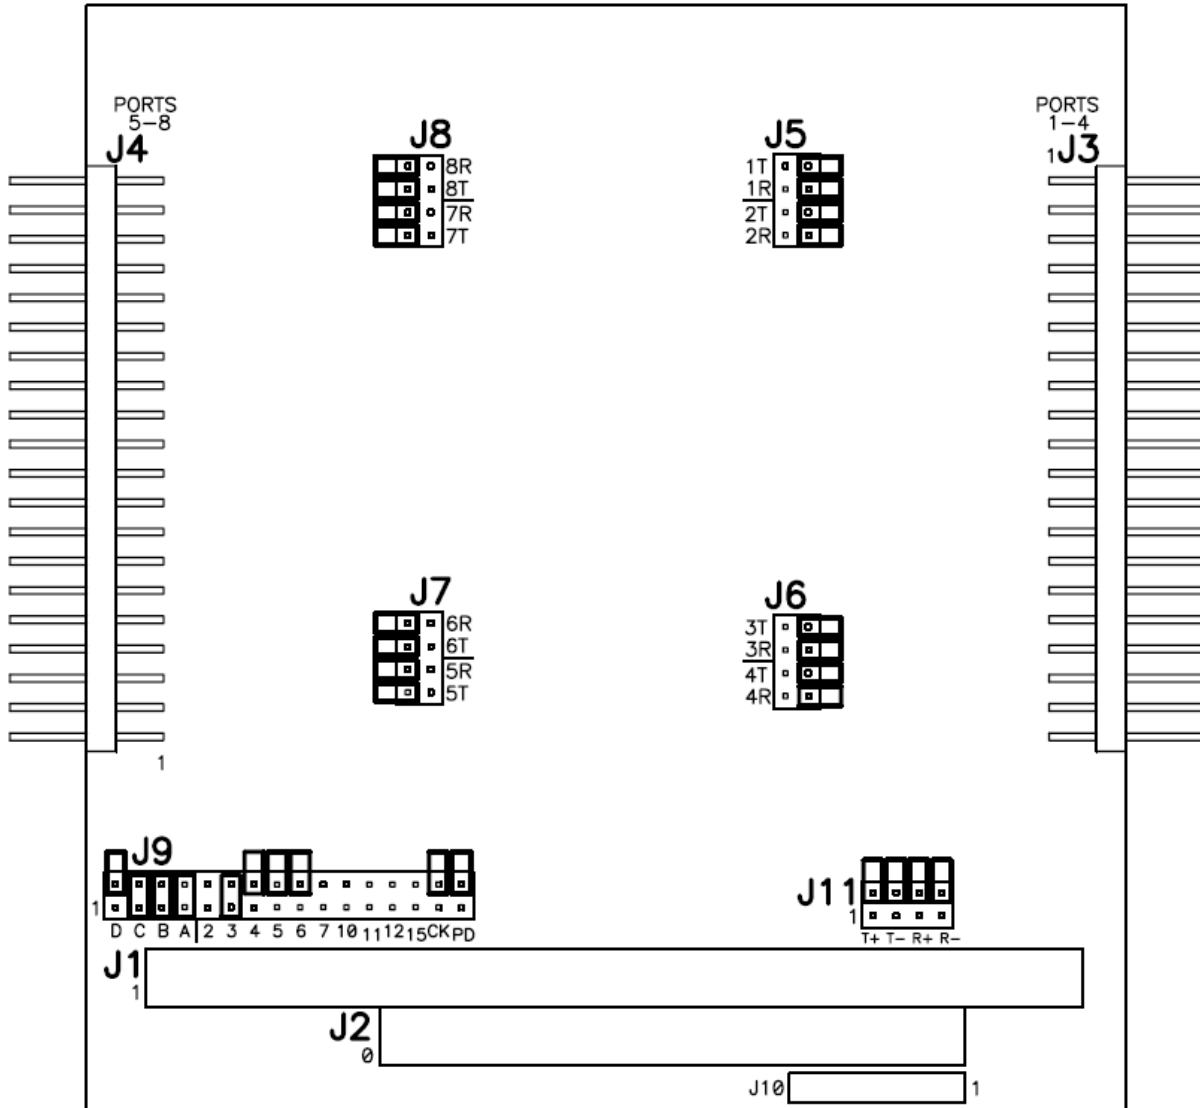 PORTS
5-8
J4
PORTS
1-4
1 J3
J8
8R
8T
7R
7T
J5
1T
1R
2T
2R
1
J7
6R
6T
5R
5T
J6
3T
3R
4T
4R
J9
1
D C B A 2 3 4 5 6 7 10 11 12 15 CK PD
J11
1
T+ T- R+ R-
J1
1
J2
0
J10 1